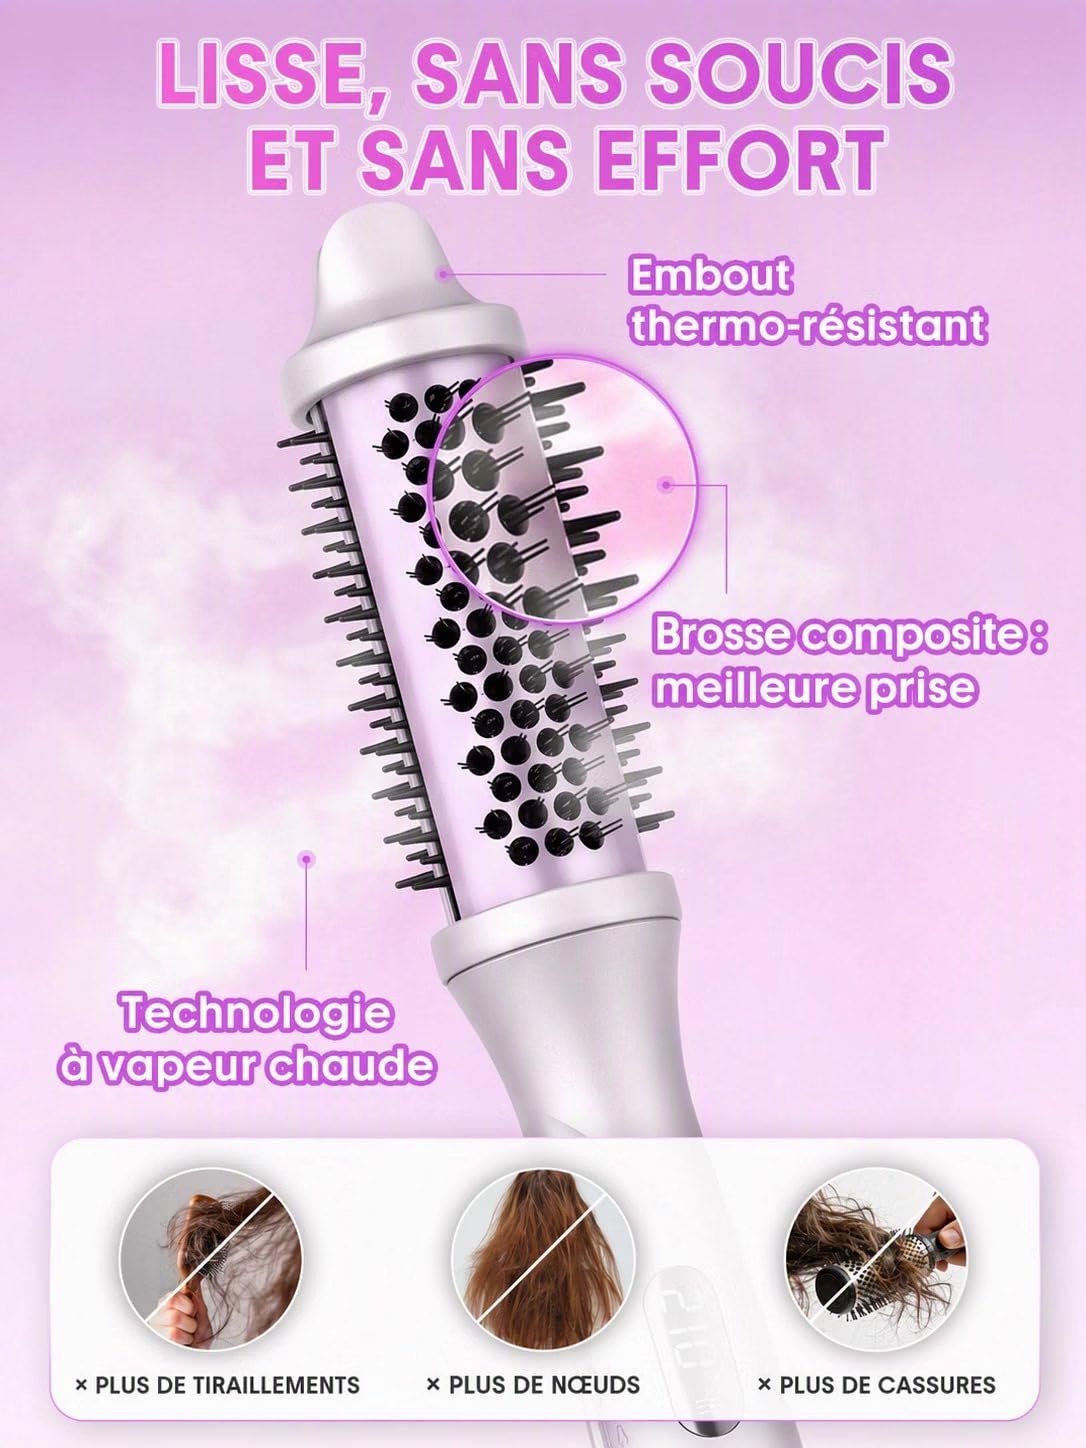 LISSE, SANS SOUCIS
ET SANS EFFORT
Embout
thermo-résistant
Brosse composite :
meilleure prise
Technologie
à vapeur chaude
210
× PLUS DE TIRAILLEMENTS
× PLUS DE NŒUDS
× PLUS DE CASSURES